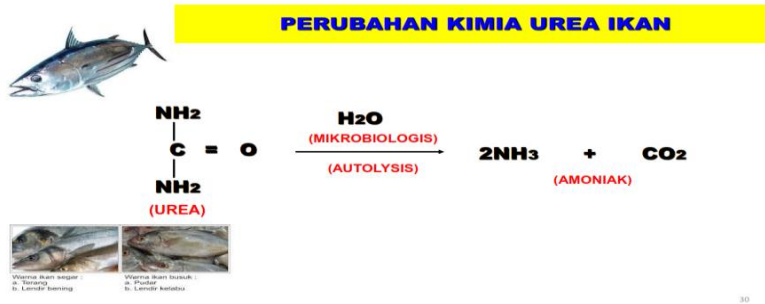 PERUBAHAN KIMIA UREA IKAN
NH2
C = O
NH2
(UREA)
H2O
(MIKROBIOLOGIS)
(AUTOLYSIS)
2NH3 + CO2
(AMONIAK)
Warna ikan segar :
a. Terang
b. Lendir bening
Warna ikan busuk :
a. Pudar
b. Lendir kelabu
30